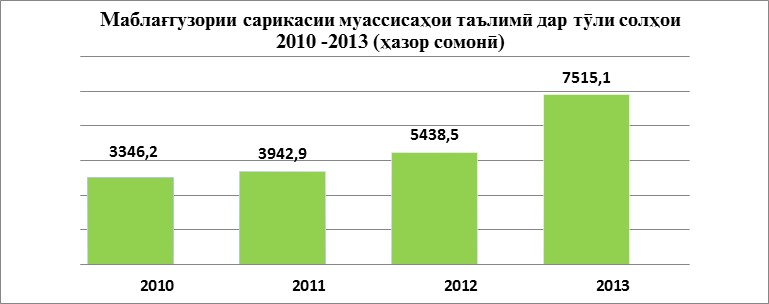 Маблағгузории сарикасии муассисаҳои таълимӣ дар тӯли солҳои
2010 -2013 (ҳазор сомонӣ)
7515,1
5438,5
3346,2 3942,9
2010 2011 2012 2013